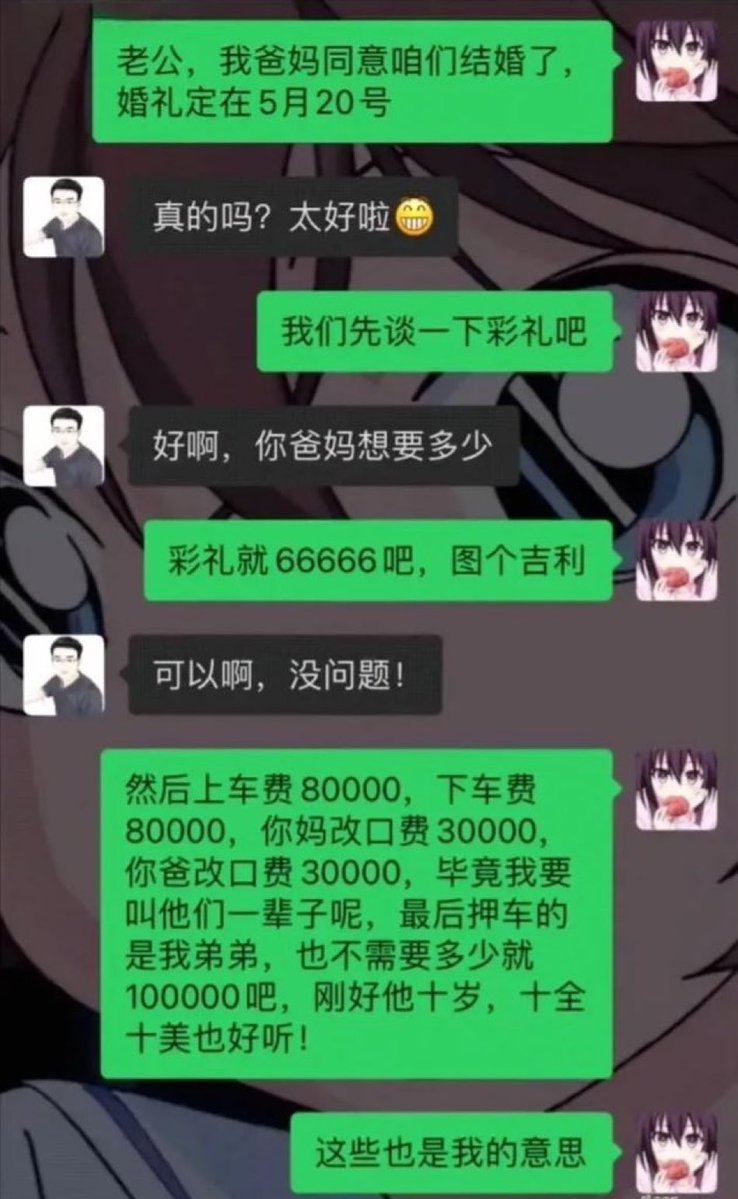 老公，我爸妈同意咱们结婚了，
婚礼定在5月20号
真的吗？太好啦😁
我们先谈一下彩礼吧
好啊，你爸妈想要多少
彩礼就66666吧，图个吉利
可以啊，没问题！
然后上车费80000，下车费
80000，你妈改口费30000，
你爸改口费30000，毕竟我要
叫他们一辈子呢，最后押车的
是我弟弟，也不需要多少就
100000吧，刚好他十岁，十全
十美也好听！
这些也是我的意思